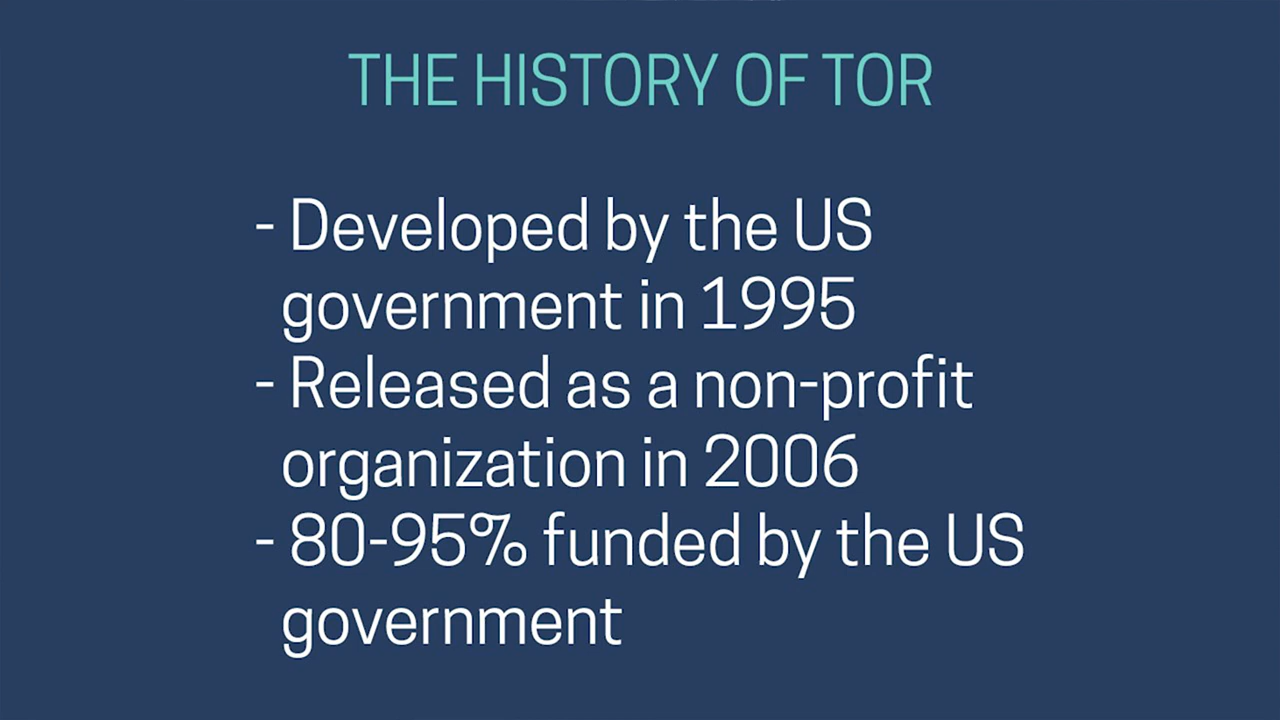 THE HISTORY OF TOR
- Developed by the US
government in 1995
- Released as a non-profit
organization in 2006
- 80-95% funded by the US
government